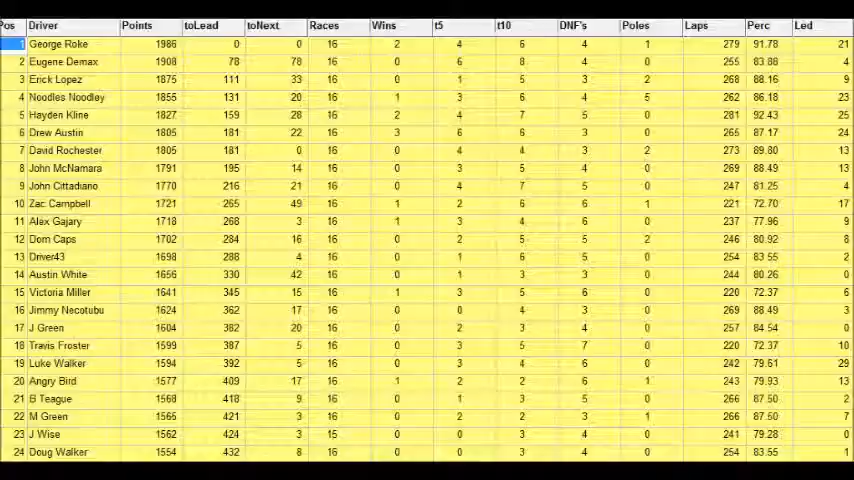 Pos Driver Points toLead toNext Races Wins t5 t10 DNF's Poles Laps Perc Led
1 George Roke 1986 0 0 16 2 4 6 4 1 279 91.78 21
2 Eugene Demax 1908 78 78 16 0 6 8 4 0 255 83.88 4
3 Erick Lopez 1875 111 33 16 0 1 5 3 2 268 88.16 9
4 Noodles Noodley 1855 131 20 16 1 3 6 4 5 262 86.18 23
5 Hayden Kline 1827 159 28 16 2 4 7 5 0 281 92.43 25
6 Drew Austin 1805 181 22 16 3 6 6 3 0 265 87.17 24
7 David Rochester 1805 181 0 16 0 4 4 3 2 273 89.80 13
8 John McNamara 1791 195 14 16 0 3 5 4 0 269 88.49 13
9 John Cittadiano 1770 216 21 16 0 4 7 5 0 247 81.25 4
10 Zac Campbell 1721 265 49 16 1 2 6 6 1 221 72.70 17
11 Alex Gajary 1718 268 3 16 1 3 4 6 0 237 77.96 9
12 Dom Caps 1702 284 16 16 0 2 5 5 2 246 80.92 8
13 Driver43 1698 288 4 16 0 1 6 5 0 254 83.55 2
14 Austin White 1656 330 42 16 0 1 3 3 0 244 80.26 0
15 Victoria Miller 1641 345 15 16 1 3 5 6 0 220 72.37 6
16 Jimmy Necotubu 1624 362 17 16 0 0 4 3 0 269 88.49 3
17 J Green 1604 382 20 16 0 2 3 4 0 257 84.54 0
18 Travis Froster 1599 387 5 16 0 3 5 7 0 220 72.37 10
19 Luke Walker 1594 392 5 16 0 3 4 6 0 242 79.61 29
20 Angry Bird 1577 409 17 16 1 2 2 6 1 243 79.93 13
21 B Teague 1568 418 9 16 0 1 3 5 0 266 87.50 2
22 M Green 1565 421 3 16 0 2 2 3 1 266 87.50 7
23 J Wise 1562 424 3 15 0 0 3 4 0 241 79.28 0
24 Doug Walker 1554 432 8 16 0 0 3 4 0 254 83.55 1